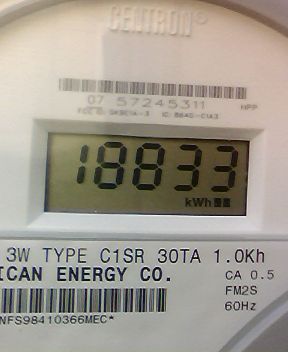 CENTRON®
07 57245311 MPP
18833
kWh
3W TYPE C1SR 30TA 1.0Kh
ICAN ENERGY CO. CA 0.5
FM2S
NFS98410366MEC* 60Hz